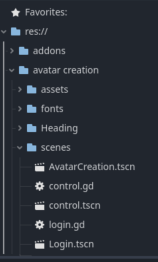 Favorites:
res://
addons
avatar creation
assets
fonts
Heading
scenes
AvatarCreation.tscn
control.gd
control.tscn
login.gd
Login.tscn